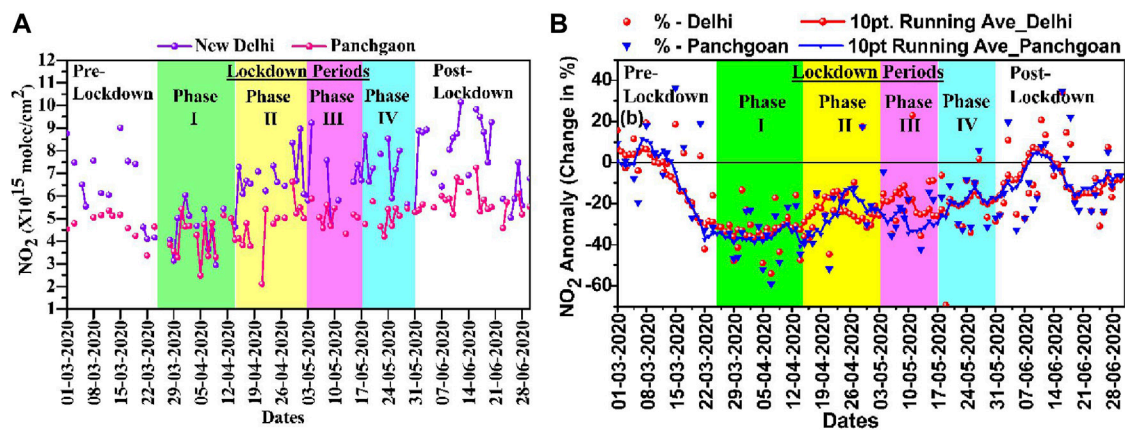 A
New Delhi
Panchgaon
12
11
10
9
8
7
6
5
4
3
2
1
NO₂ (X10¹⁵ molec/cm²)
Pre-
Lockdown
Lockdown Periods
Phase
I
Phase
II
Phase
III
Phase
IV
Post-
Lockdown
01-03-2020
08-03-2020
15-03-2020
22-03-2020
29-03-2020
05-04-2020
12-04-2020
19-04-2020
26-04-2020
03-05-2020
10-05-2020
17-05-2020
24-05-2020
31-05-2020
07-06-2020
14-06-2020
21-06-2020
28-06-2020
Dates
B
% - Delhi
10pt. Running Ave_Delhi
% - Panchgoan
10pt Running Ave_Panchgoan
40
20
0
-20
-40
-60
NO₂ Anomaly (Change in %)
Pre-
Lockdown
(b)
Lockdown Periods
Phase
I
Phase
II
Phase
III
Phase
IV
Post-
Lockdown
01-03-2020
08-03-2020
15-03-2020
22-03-2020
29-03-2020
05-04-2020
12-04-2020
19-04-2020
26-04-2020
03-05-2020
10-05-2020
17-05-2020
24-05-2020
31-05-2020
07-06-2020
14-06-2020
21-06-2020
28-06-2020
Dates